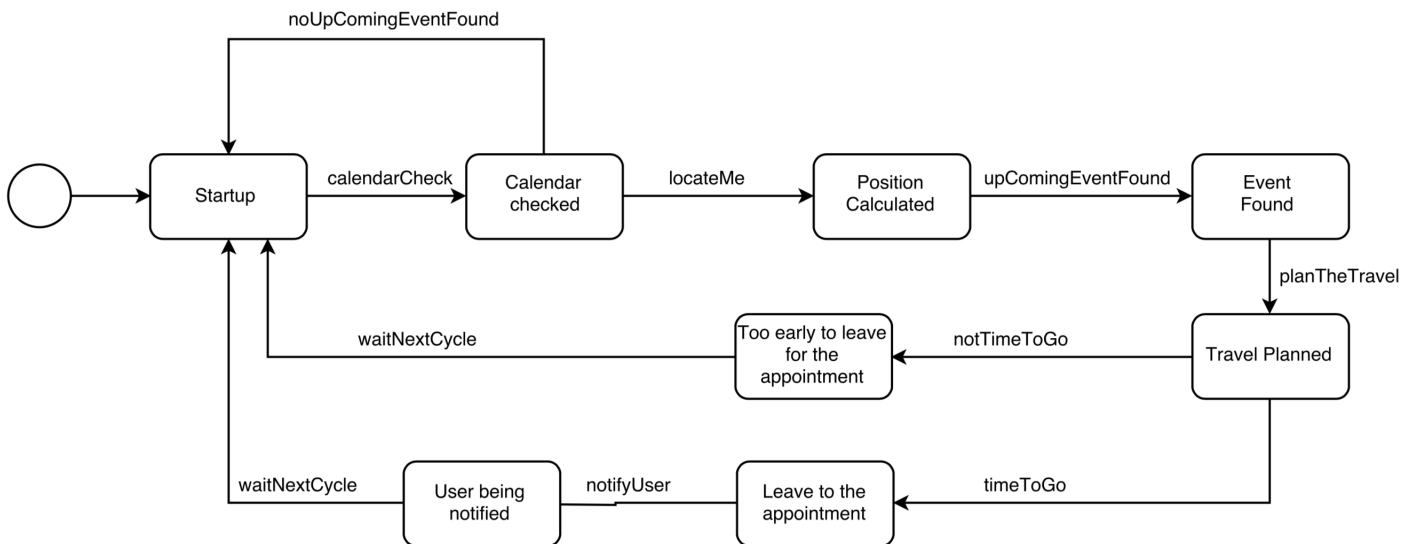 noUpComingEventFound
Startup
calendarCheck
Calendar
checked
locateMe
Position
Calculated
upComingEventFound
Event
Found
planTheTravel
waitNextCycle
Too early to leave
for the
appointment
notTimeToGo
Travel Planned
waitNextCycle
User being
notified
notifyUser
Leave to the
appointment
timeToGo